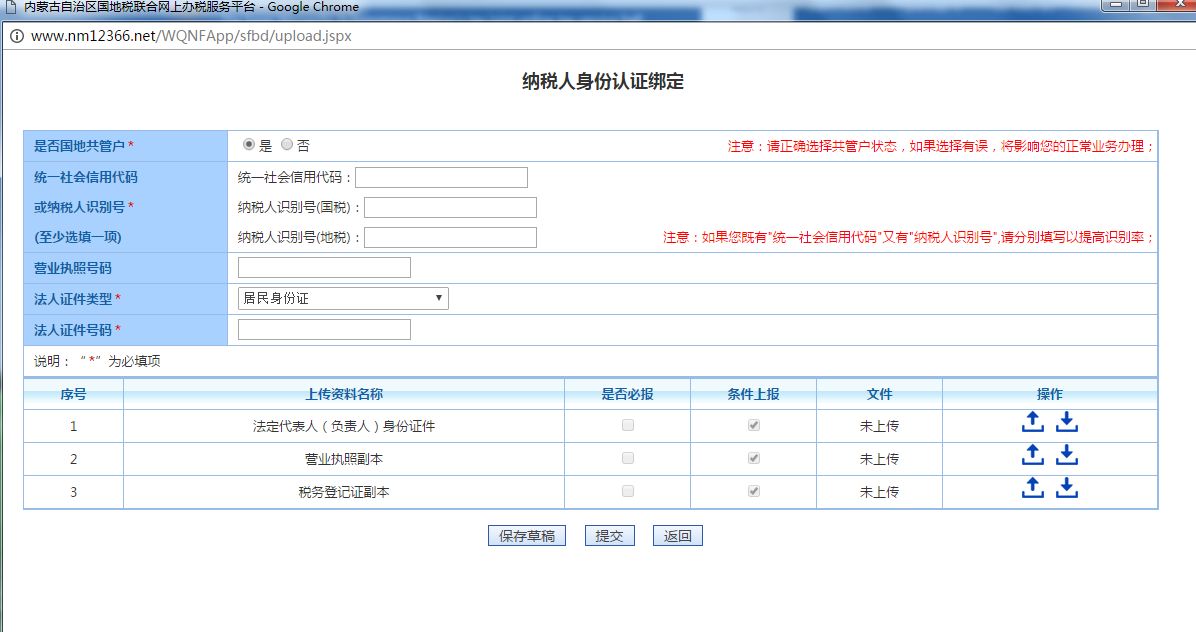 内蒙古自治区国地税联合网上办税服务平台 - Google Chrome
www.nm12366.net/WQNFApp/sfbd/upload.jspx
纳税人身份认证绑定
是否国地共管户* 是 否 注意：请正确选择共管户状态，如果选择有误，将影响您的正常业务办理；
统一社会信用代码 统一社会信用代码：
或纳税人识别号* 纳税人识别号(国税)：
(至少选填一项) 纳税人识别号(地税)： 注意：如果您既有"统一社会信用代码"又有"纳税人识别号",请分别填写以提高识别率；
营业执照号码
法人证件类型* 居民身份证
法人证件号码*
说明：“*”为必填项
序号 上传资料名称 是否必报 条件上报 文件 操作
1 法定代表人（负责人）身份证件 未上传
2 营业执照副本 未上传
3 税务登记证副本 未上传
保存草稿 提交 返回